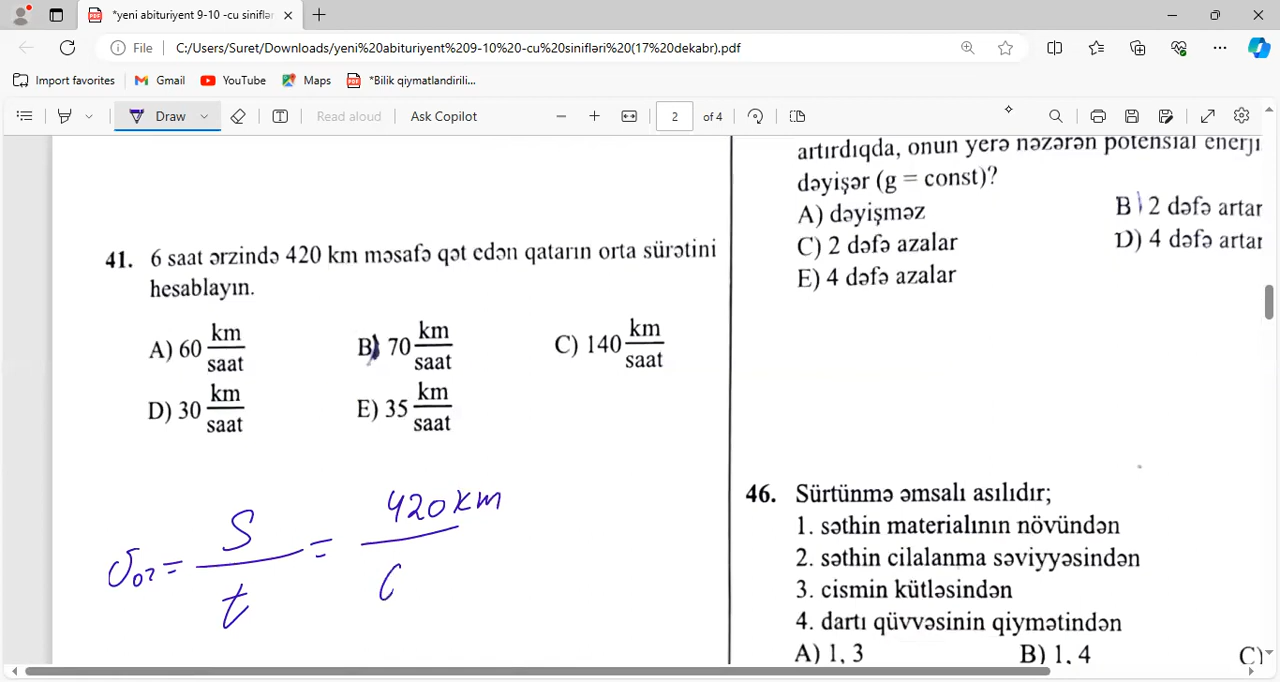 *yeni abituriyent 9-10 -cu siniflər
File C:/Users/Suret/Downloads/yeni%20abituriyent%209-10%20-cu%20sinifləri%20(17%20dekabr).pdf
Import favorites Gmail YouTube Maps *Bilik qiymatlandirili...
Draw Read aloud Ask Copilot 2 of 4
41. 6 saat ərzində 420 km məsafə qət edən qatarın orta sürətini
hesablayın.
A) 60 km/saat B) 70 km/saat C) 140 km/saat
D) 30 km/saat E) 35 km/saat
S 420 km
υor = — = —
t
artırdıqda, onun yerə nəzərən potensial enerji
dəyişər (g = const)?
A) dəyişməz B) 2 dəfə artar
C) 2 dəfə azalar D) 4 dəfə artar
E) 4 dəfə azalar
46. Sürtünmə əmsalı asılıdır;
1. səthin materialının növündən
2. səthin cilalanma səviyyəsindən
3. cismin kütləsindən
4. dartı qüvvəsinin qiymətindən
A) 1, 3 B) 1, 4 C)